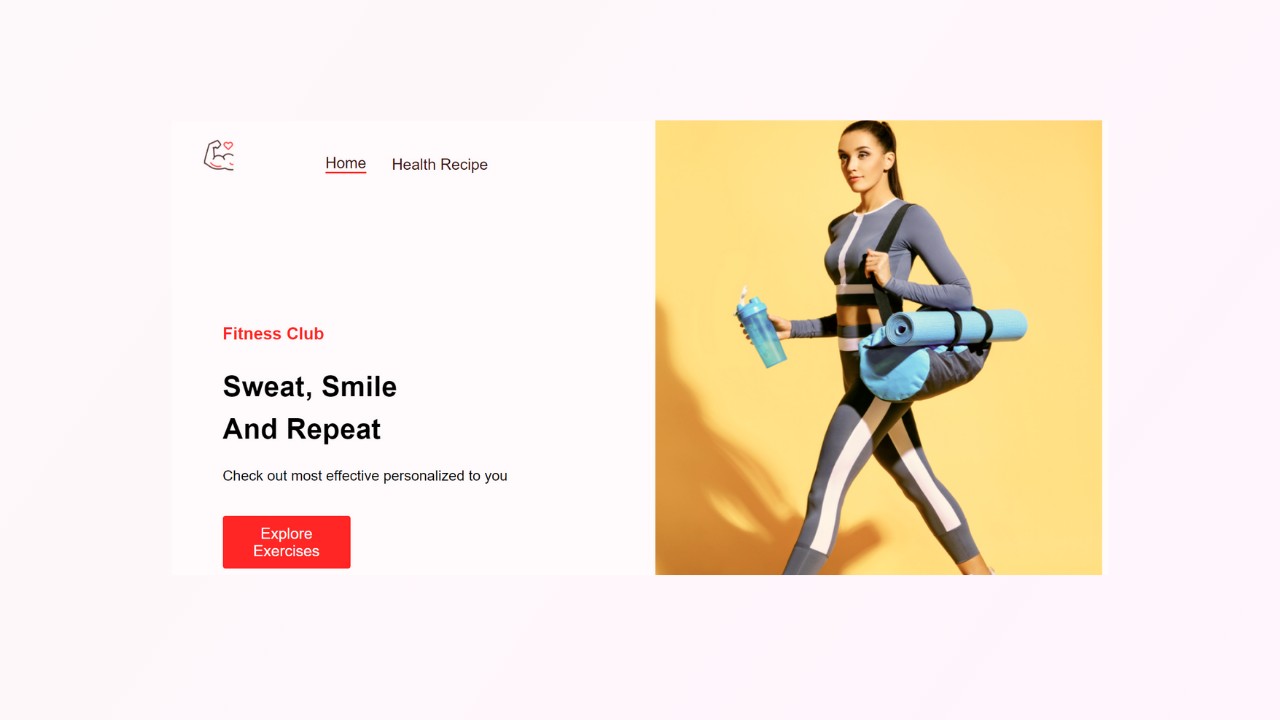 Home
Health Recipe
Fitness Club
Sweat, Smile
And Repeat
Check out most effective personalized to you
Explore
Exercises